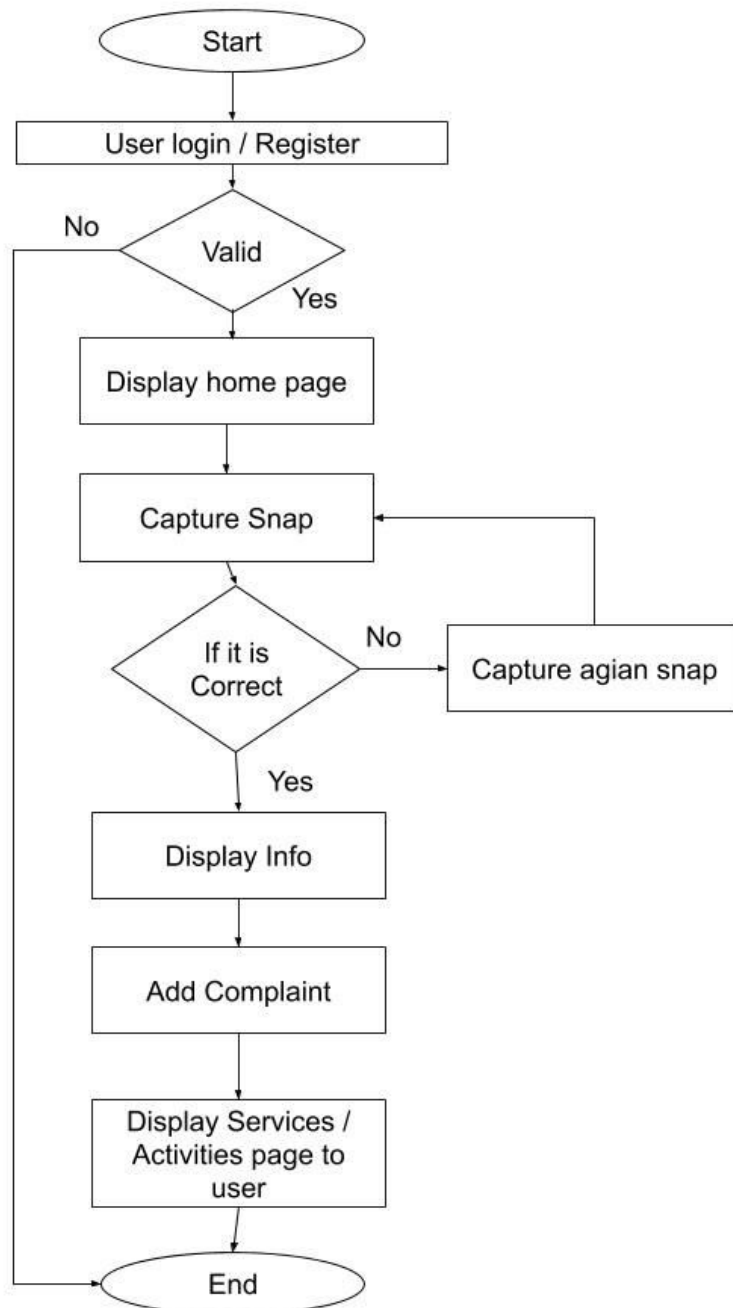 Start
User login / Register
No
Valid
Yes
Display home page
Capture Snap
If it is
Correct
No
Capture agian snap
Yes
Display Info
Add Complaint
Display Services /
Activities page to
user
End